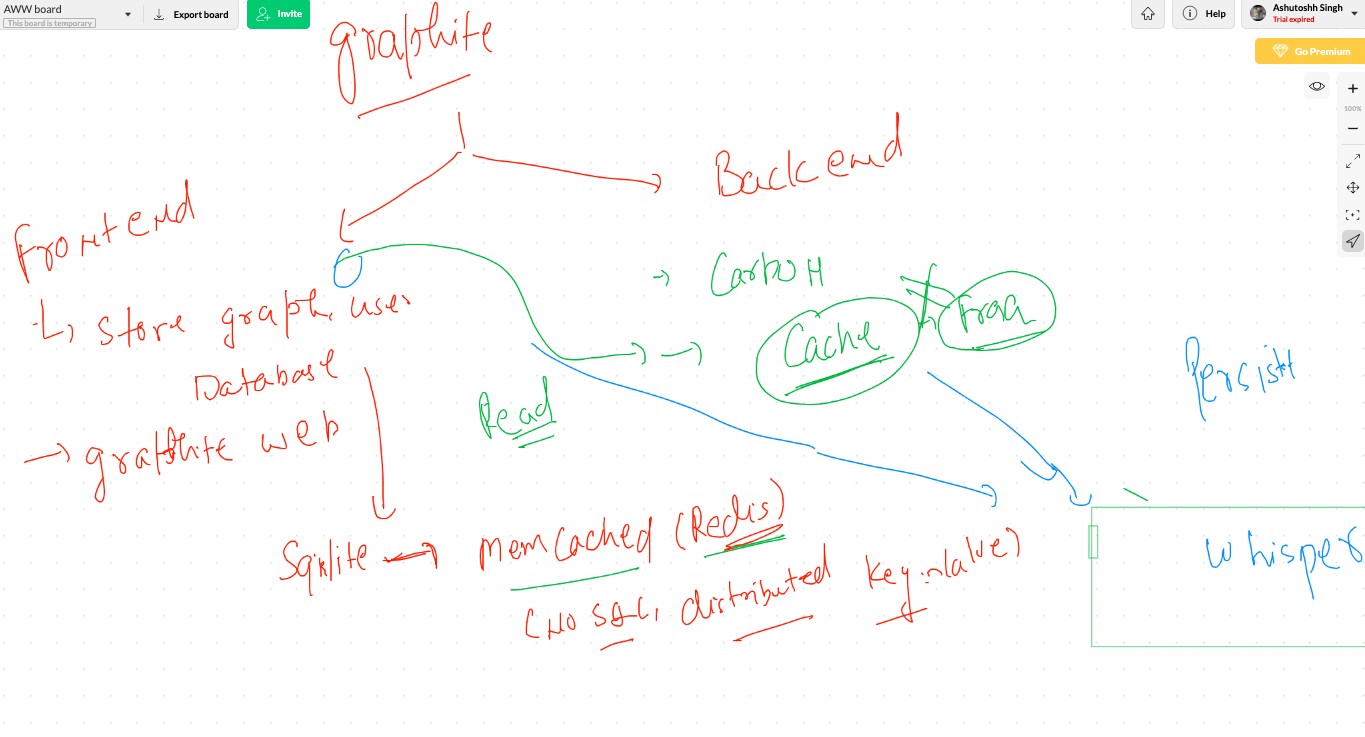 AWW board
This board is temporary
Export board
Invite
Help
Ashutoshh Singh
Trial expired
Go Premium
100%
graphite
Backend
frontend
Carbon
store graph, user
Cache
Database
Persist
Read
graphite web
Sqlite
MemCached (Redis)
Whisper
(NO SQL, distributed key:value)